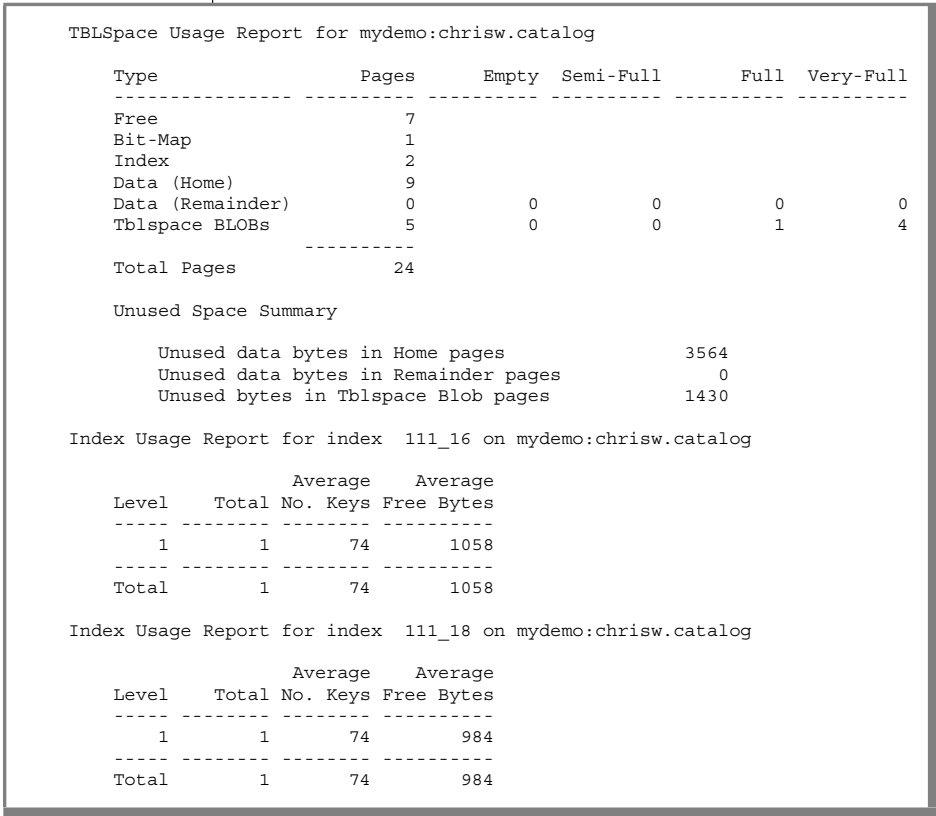 TBLSpace Usage Report for mydemo:chrisw.catalog
Type Pages Empty Semi-Full Full Very-Full
---------------- ---------- ---------- ---------- ---------- ----------
Free 7
Bit-Map 1
Index 2
Data (Home) 9
Data (Remainder) 0 0 0 0 0
Tblspace BLOBs 5 0 0 1 4
----------
Total Pages 24
Unused Space Summary
Unused data bytes in Home pages 3564
Unused data bytes in Remainder pages 0
Unused bytes in Tblspace Blob pages 1430
Index Usage Report for index 111_16 on mydemo:chrisw.catalog
Average Average
Level Total No. Keys Free Bytes
----- -------- -------- ----------
1 1 74 1058
----- -------- -------- ----------
Total 1 74 1058
Index Usage Report for index 111_18 on mydemo:chrisw.catalog
Average Average
Level Total No. Keys Free Bytes
----- -------- -------- ----------
1 1 74 984
----- -------- -------- ----------
Total 1 74 984